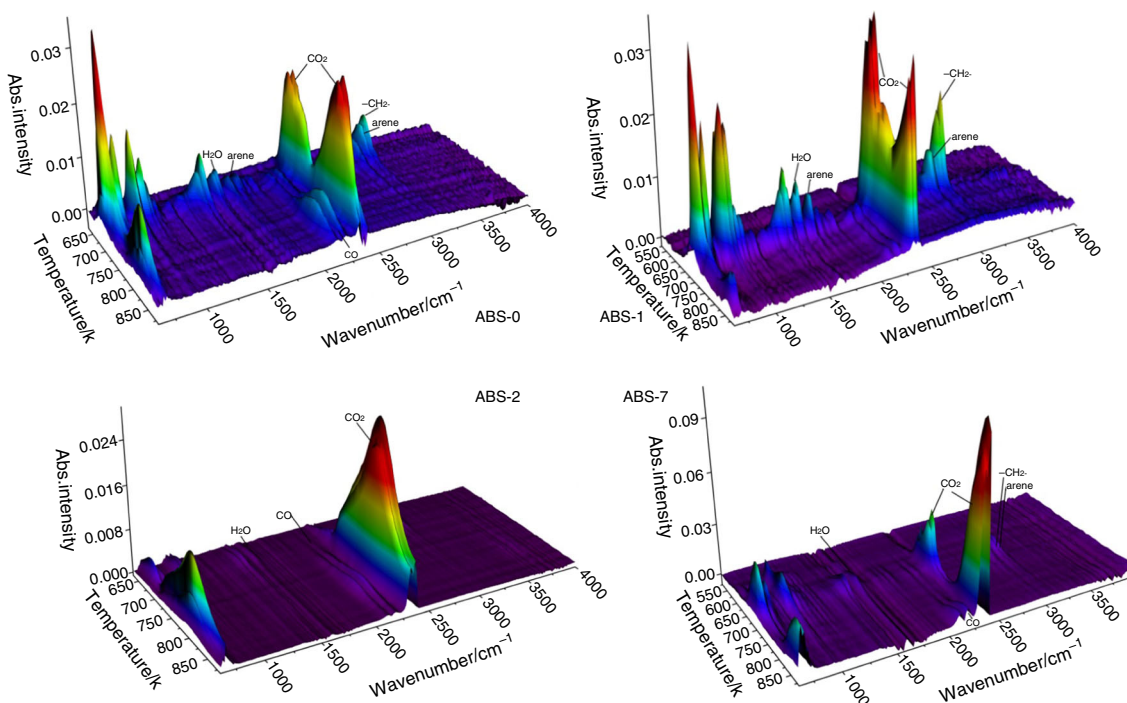 0.03
0.02
0.01
0.00
Abs.intensity
650
700
750
800
850
Temperature/k
1000
1500
2000
2500
3000
3500
4000
Wavenumber/cm⁻¹
CO2
–CH2-
arene
H2O
arene
CO
ABS-0
0.03
0.02
0.01
0.00
Abs.intensity
550
600
650
650
700
750
800
850
Temperature/k
1000
1500
2000
2500
3000
3500
4000
Wavenumber/cm⁻¹
CO2
–CH2-
arene
H2O
arene
ABS-1
ABS-2
0.024
0.016
0.008
0.000
Abs.intensity
650
700
750
800
850
Temperature/k
1000
1500
2000
2500
3000
3500
4000
Wavenumber/cm⁻¹
CO2
CO
H2O
ABS-7
0.09
0.06
0.03
0.00
Abs.intensity
550
600
650
700
750
800
850
Temperature/k
1000
1500
2000
2500
3000
3500
Wavenumber/cm⁻¹
–CH2-
arene
CO2
H2O
CO